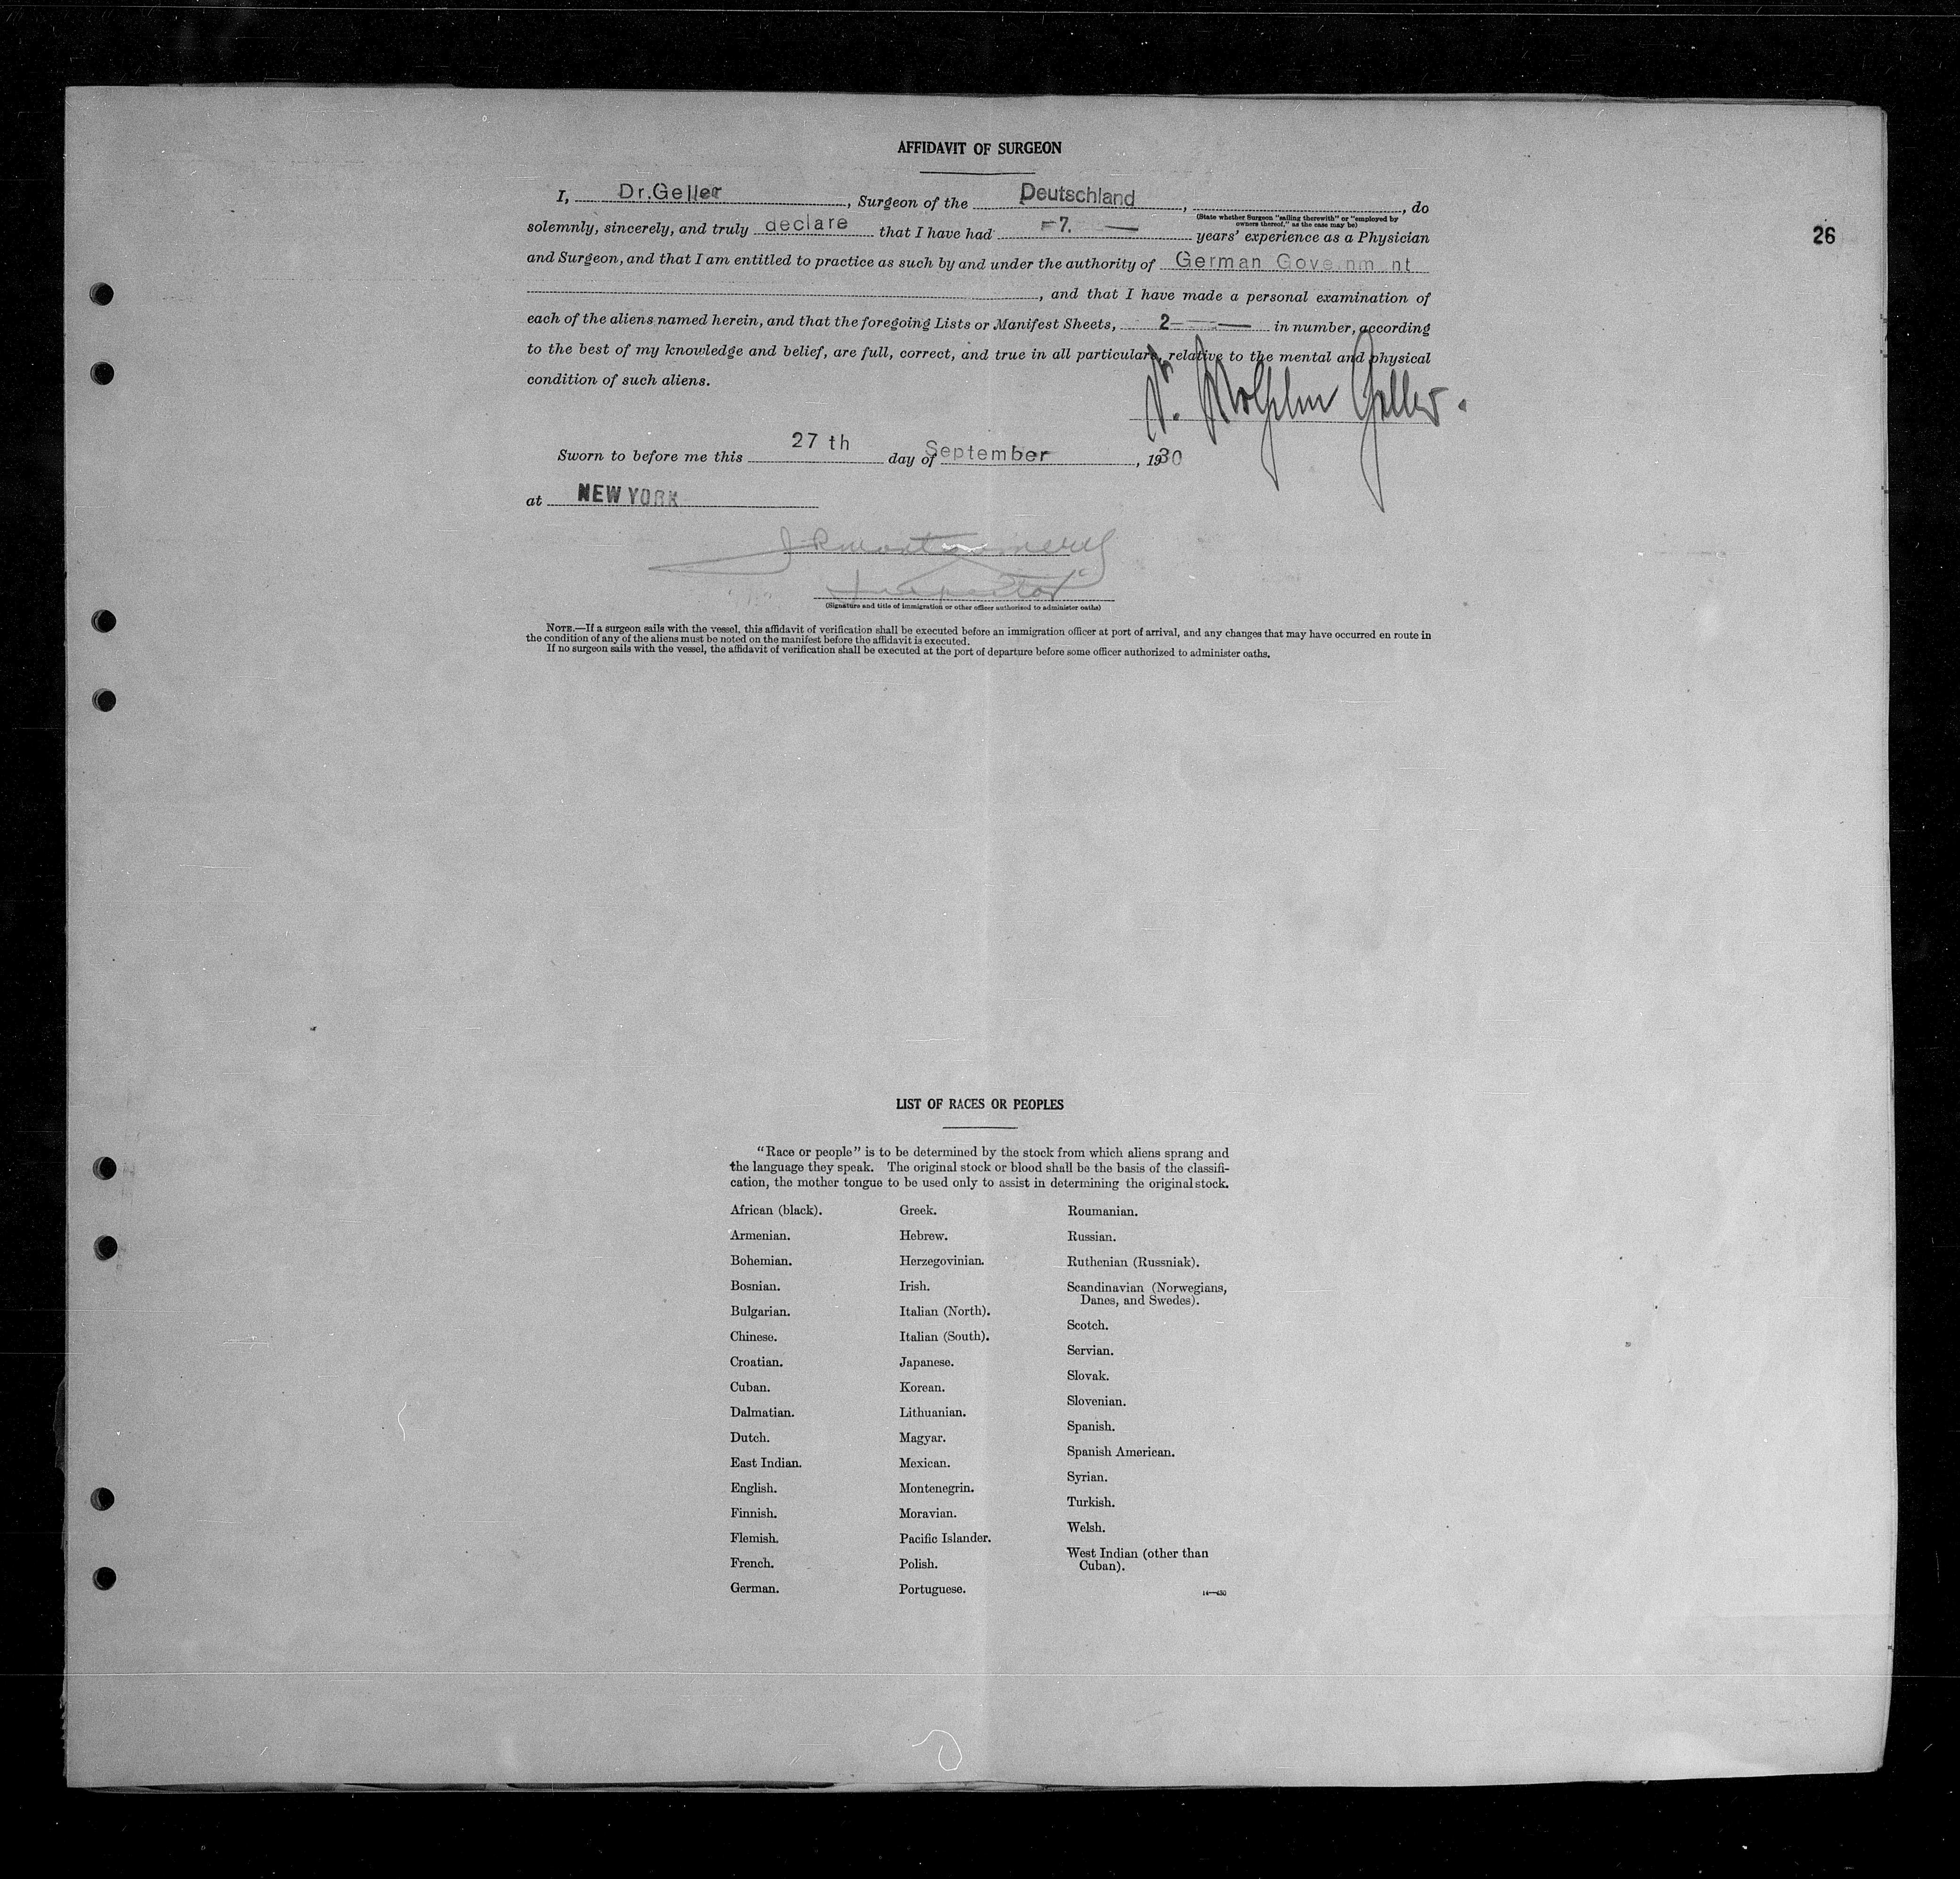 AFFIDAVIT OF SURGEON
26
I, Dr.Geller, Surgeon of the Deutschland, , do
(State whether Surgeon "sailing therewith" or "employed by owners thereof," as the case may be)
solemnly, sincerely, and truly declare that I have had 7. years' experience as a Physician
and Surgeon, and that I am entitled to practice as such by and under the authority of German Government
, and that I have made a personal examination of
each of the aliens named herein, and that the foregoing Lists or Manifest Sheets, 2 in number, according
to the best of my knowledge and belief, are full, correct, and true in all particulars, relative to the mental and physical
condition of such aliens.
Dr. Geller.
Sworn to before me this 27 th day of September, 1930
at NEW YORK
Montgomery
Inspector
(Signature and title of immigration or other officer authorized to administer oaths)
NOTE.—If a surgeon sails with the vessel, this affidavit of verification shall be executed before an immigration officer at port of arrival, and any changes that may have occurred en route in
the condition of any of the aliens must be noted on the manifest before the affidavit is executed.
If no surgeon sails with the vessel, the affidavit of verification shall be executed at the port of departure before some officer authorized to administer oaths.
LIST OF RACES OR PEOPLES
"Race or people" is to be determined by the stock from which aliens sprang and
the language they speak. The original stock or blood shall be the basis of the classifi-
cation, the mother tongue to be used only to assist in determining the original stock.
African (black).
Armenian.
Bohemian.
Bosnian.
Bulgarian.
Chinese.
Croatian.
Cuban.
Dalmatian.
Dutch.
East Indian.
English.
Finnish.
Flemish.
French.
German.
Greek.
Hebrew.
Herzegovinian.
Irish.
Italian (North).
Italian (South).
Japanese.
Korean.
Lithuanian.
Magyar.
Mexican.
Montenegrin.
Moravian.
Pacific Islander.
Polish.
Portuguese.
Roumanian.
Russian.
Ruthenian (Russniak).
Scandinavian (Norwegians,
Danes, and Swedes).
Scotch.
Servian.
Slovak.
Slovenian.
Spanish.
Spanish American.
Syrian.
Turkish.
Welsh.
West Indian (other than
Cuban).